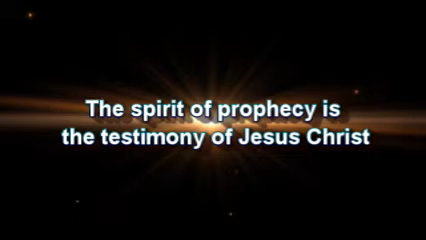 The spirit of prophecy is
the testimony of Jesus Christ